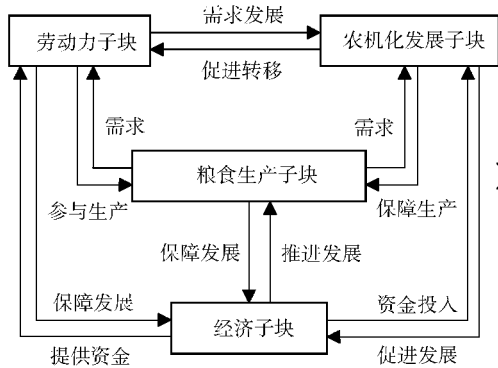 需求发展
劳动力子块
农机化发展子块
促进转移
需求
需求
粮食生产子块
参与生产
保障生产
保障发展
推进发展
保障发展
资金投入
经济子块
提供资金
促进发展